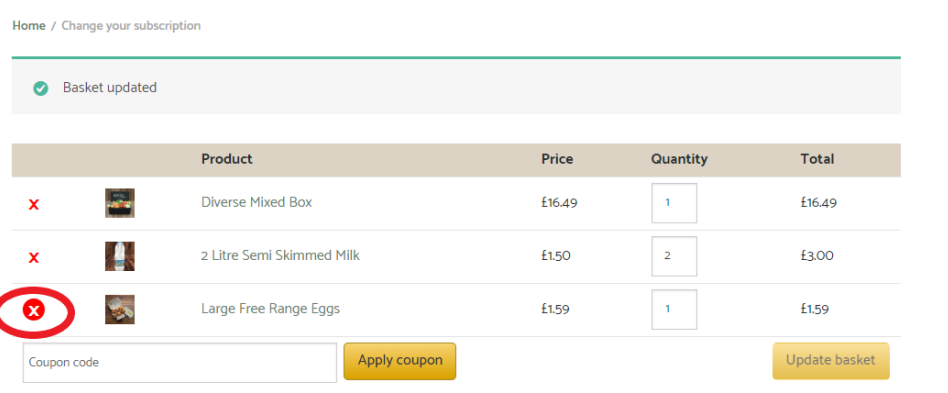 Home / Change your subscription
Basket updated
Product Price Quantity Total
x Diverse Mixed Box £16.49 1 £16.49
x 2 Litre Semi Skimmed Milk £1.50 2 £3.00
x Large Free Range Eggs £1.59 1 £1.59
Coupon code Apply coupon Update basket